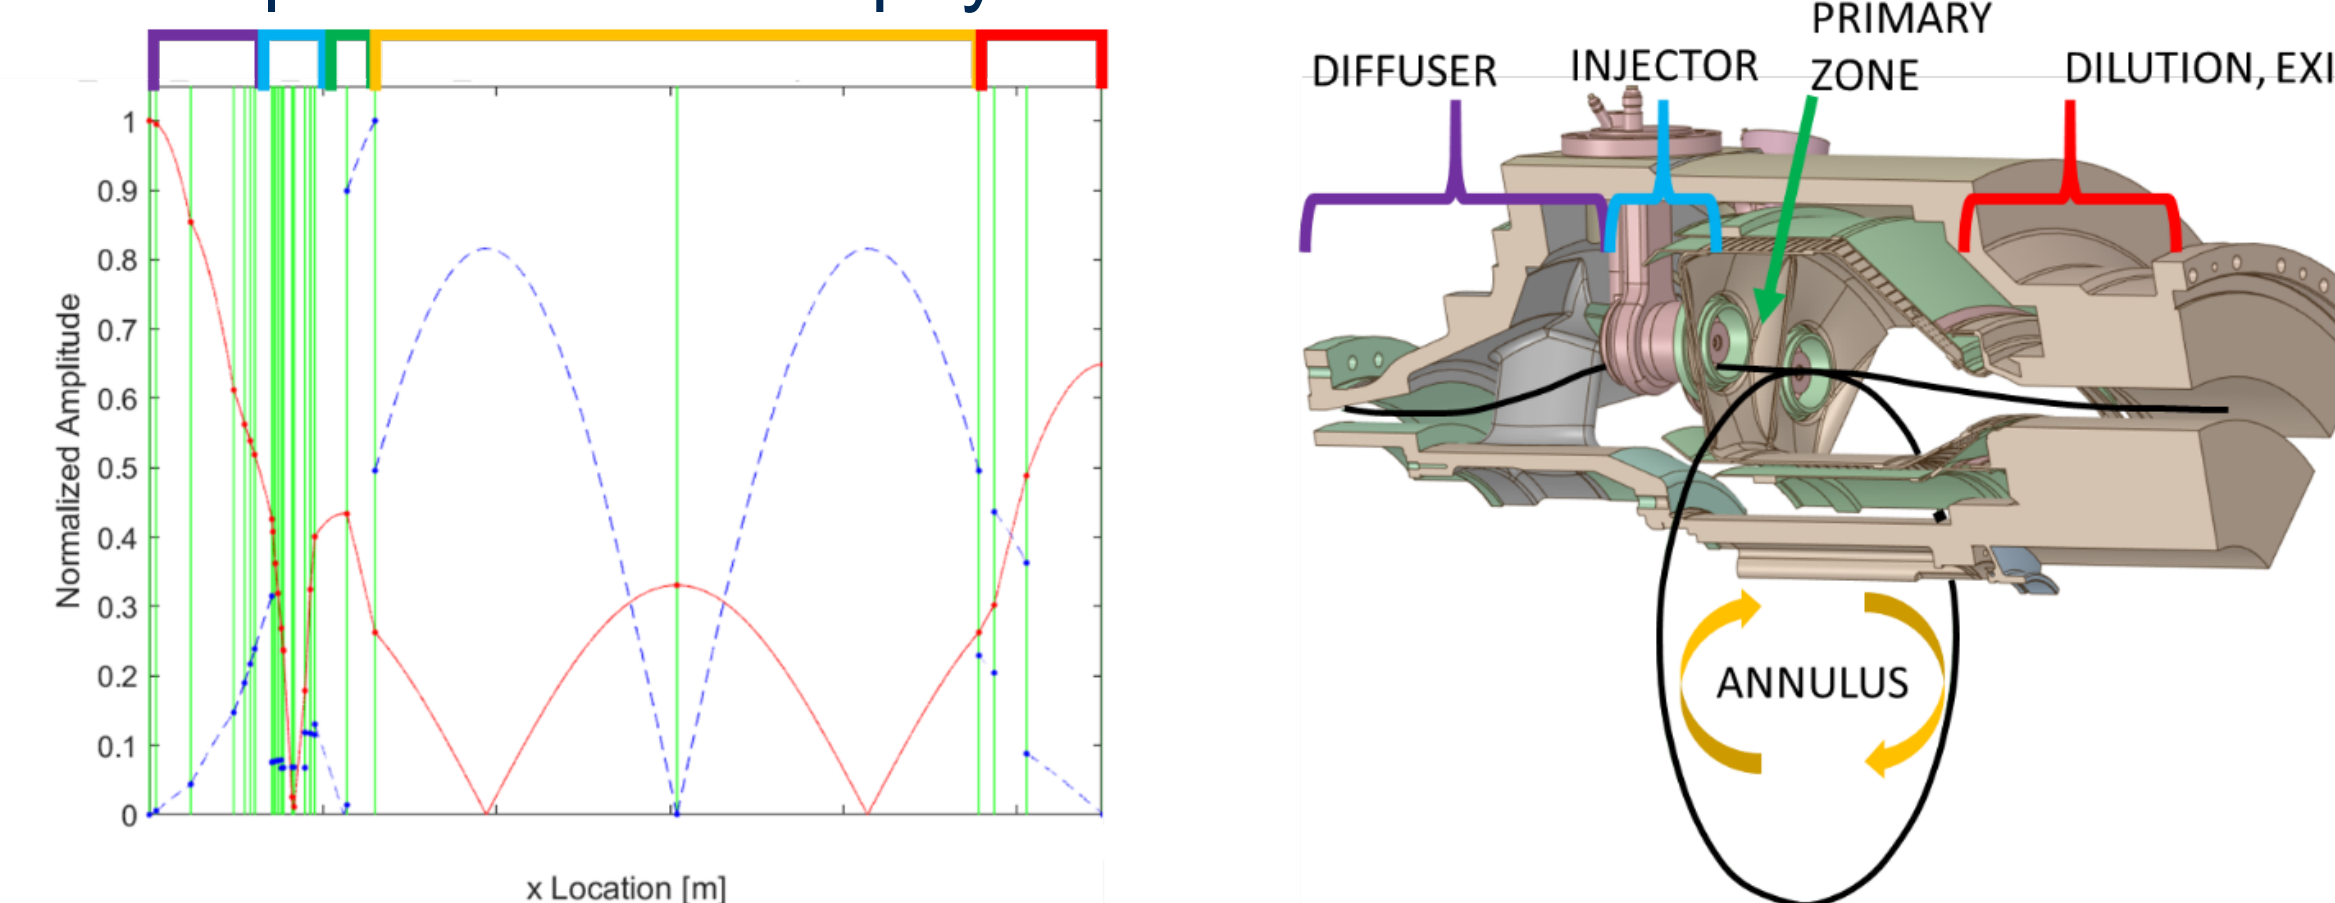 1
0.9
0.8
0.7
0.6
0.5
0.4
0.3
0.2
0.1
0
Normalized Amplitude
x Location [m]
DIFFUSER
INJECTOR
PRIMARY
ZONE
DILUTION, EXI
ANNULUS